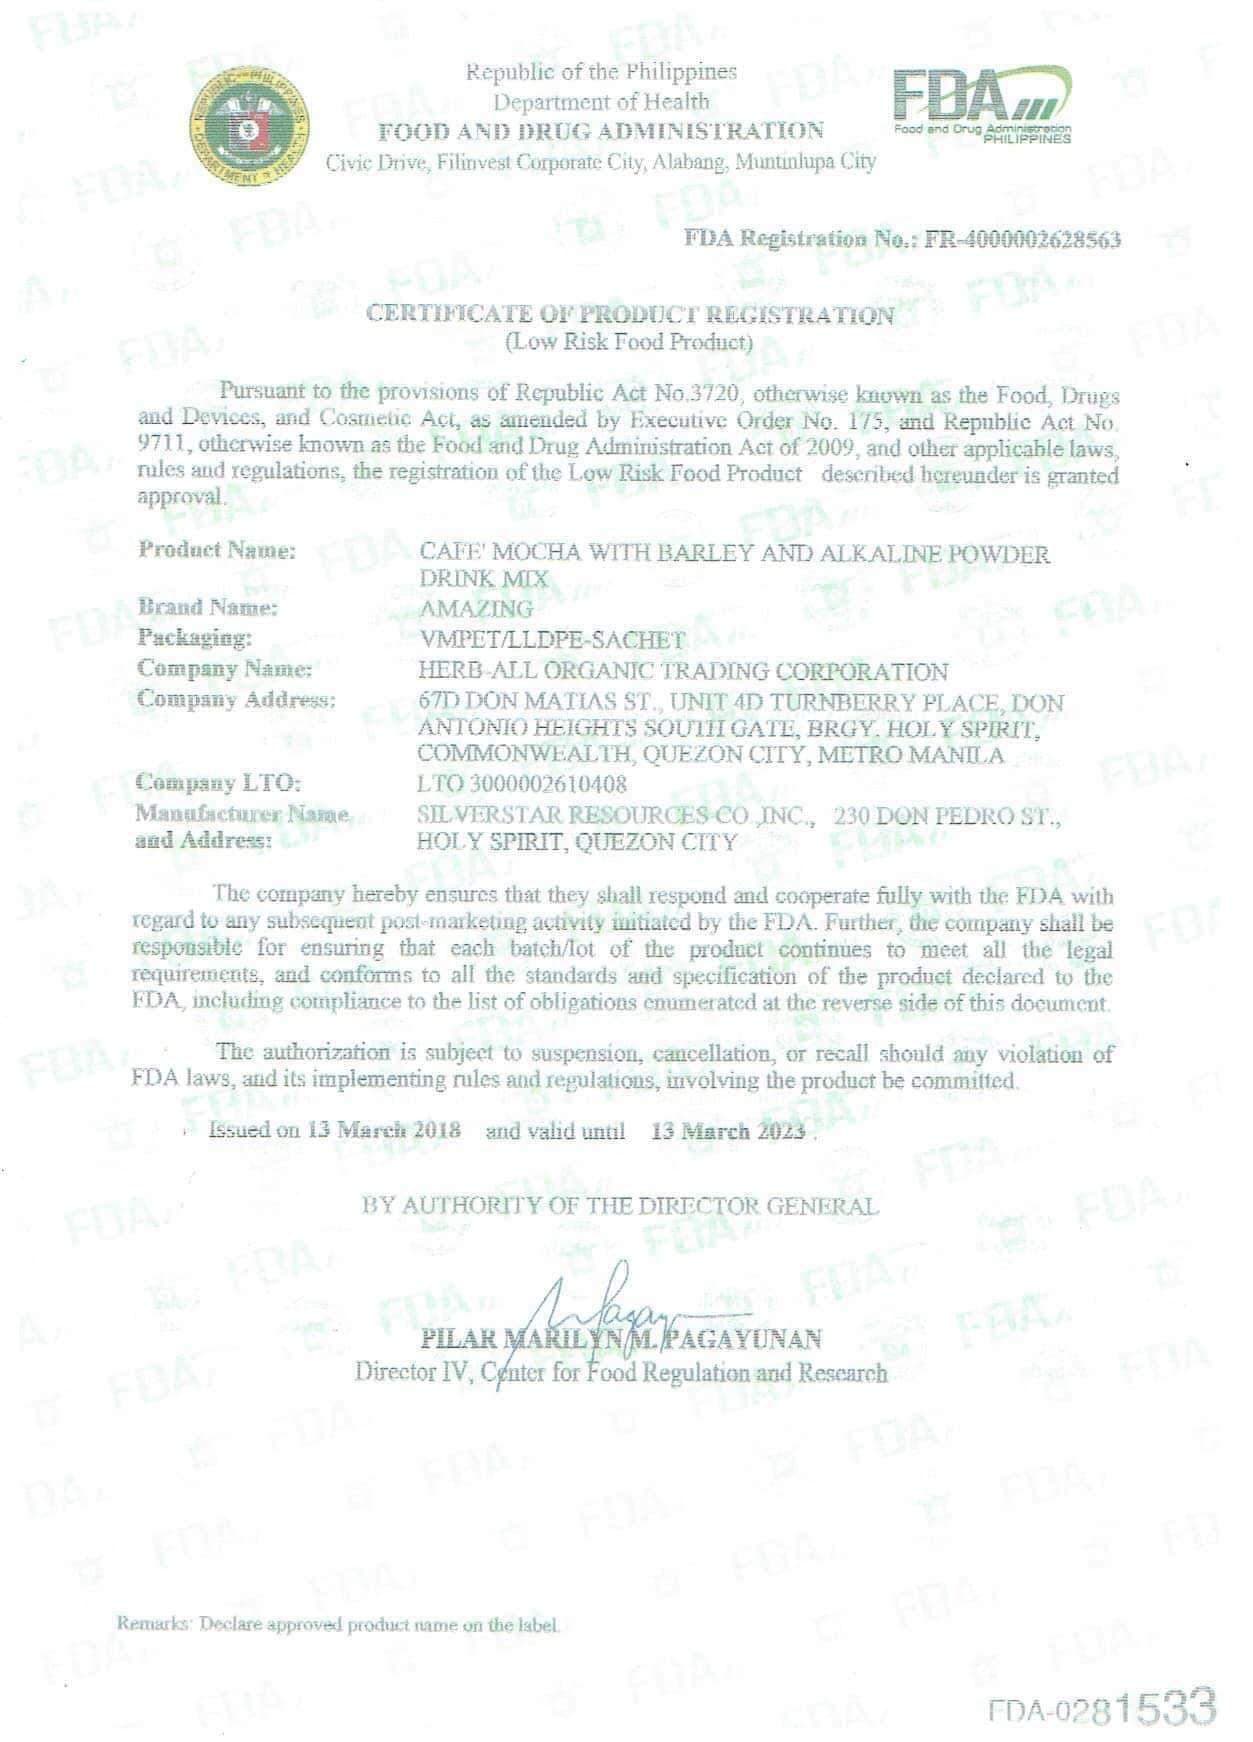 Republic of the Philippines
Department of Health
FOOD AND DRUG ADMINISTRATION
Civic Drive, Filinvest Corporate City, Alabang, Muntinlupa City
REPUBLIC OF THE PHILIPPINES
DEPARTMENT OF HEALTH
FDA
Food and Drug Administration
PHILIPPINES
FDA Registration No.: FR-4000002628563
CERTIFICATE OF PRODUCT REGISTRATION
(Low Risk Food Product)
Pursuant to the provisions of Republic Act No.3720, otherwise known as the Food, Drugs
and Devices, and Cosmetic Act, as amended by Executive Order No. 175, and Republic Act No.
9711, otherwise known as the Food and Drug Administration Act of 2009, and other applicable laws,
rules and regulations, the registration of the Low Risk Food Product described hereunder is granted
approval.
Product Name: CAFE' MOCHA WITH BARLEY AND ALKALINE POWDER
DRINK MIX
Brand Name: AMAZING
Packaging: VMPET/LLDPE-SACHET
Company Name: HERB-ALL ORGANIC TRADING CORPORATION
Company Address: 67D DON MATIAS ST., UNIT 4D TURNBERRY PLACE, DON
ANTONIO HEIGHTS SOUTH GATE, BRGY. HOLY SPIRIT,
COMMONWEALTH, QUEZON CITY, METRO MANILA
Company LTO: LTO 3000002610408
Manufacturer Name SILVERSTAR RESOURCES CO.,INC., 230 DON PEDRO ST.,
and Address: HOLY SPIRIT, QUEZON CITY
The company hereby ensures that they shall respond and cooperate fully with the FDA with
regard to any subsequent post-marketing activity initiated by the FDA. Further, the company shall be
responsible for ensuring that each batch/lot of the product continues to meet all the legal
requirements, and conforms to all the standards and specification of the product declared to the
FDA, including compliance to the list of obligations enumerated at the reverse side of this document.
The authorization is subject to suspension, cancellation, or recall should any violation of
FDA laws, and its implementing rules and regulations, involving the product be committed.
Issued on 13 March 2018 and valid until 13 March 2023.
BY AUTHORITY OF THE DIRECTOR GENERAL
PILAR MARILYN M. PAGAYUNAN
Director IV, Center for Food Regulation and Research
Remarks: Declare approved product name on the label.
FDA-0281533